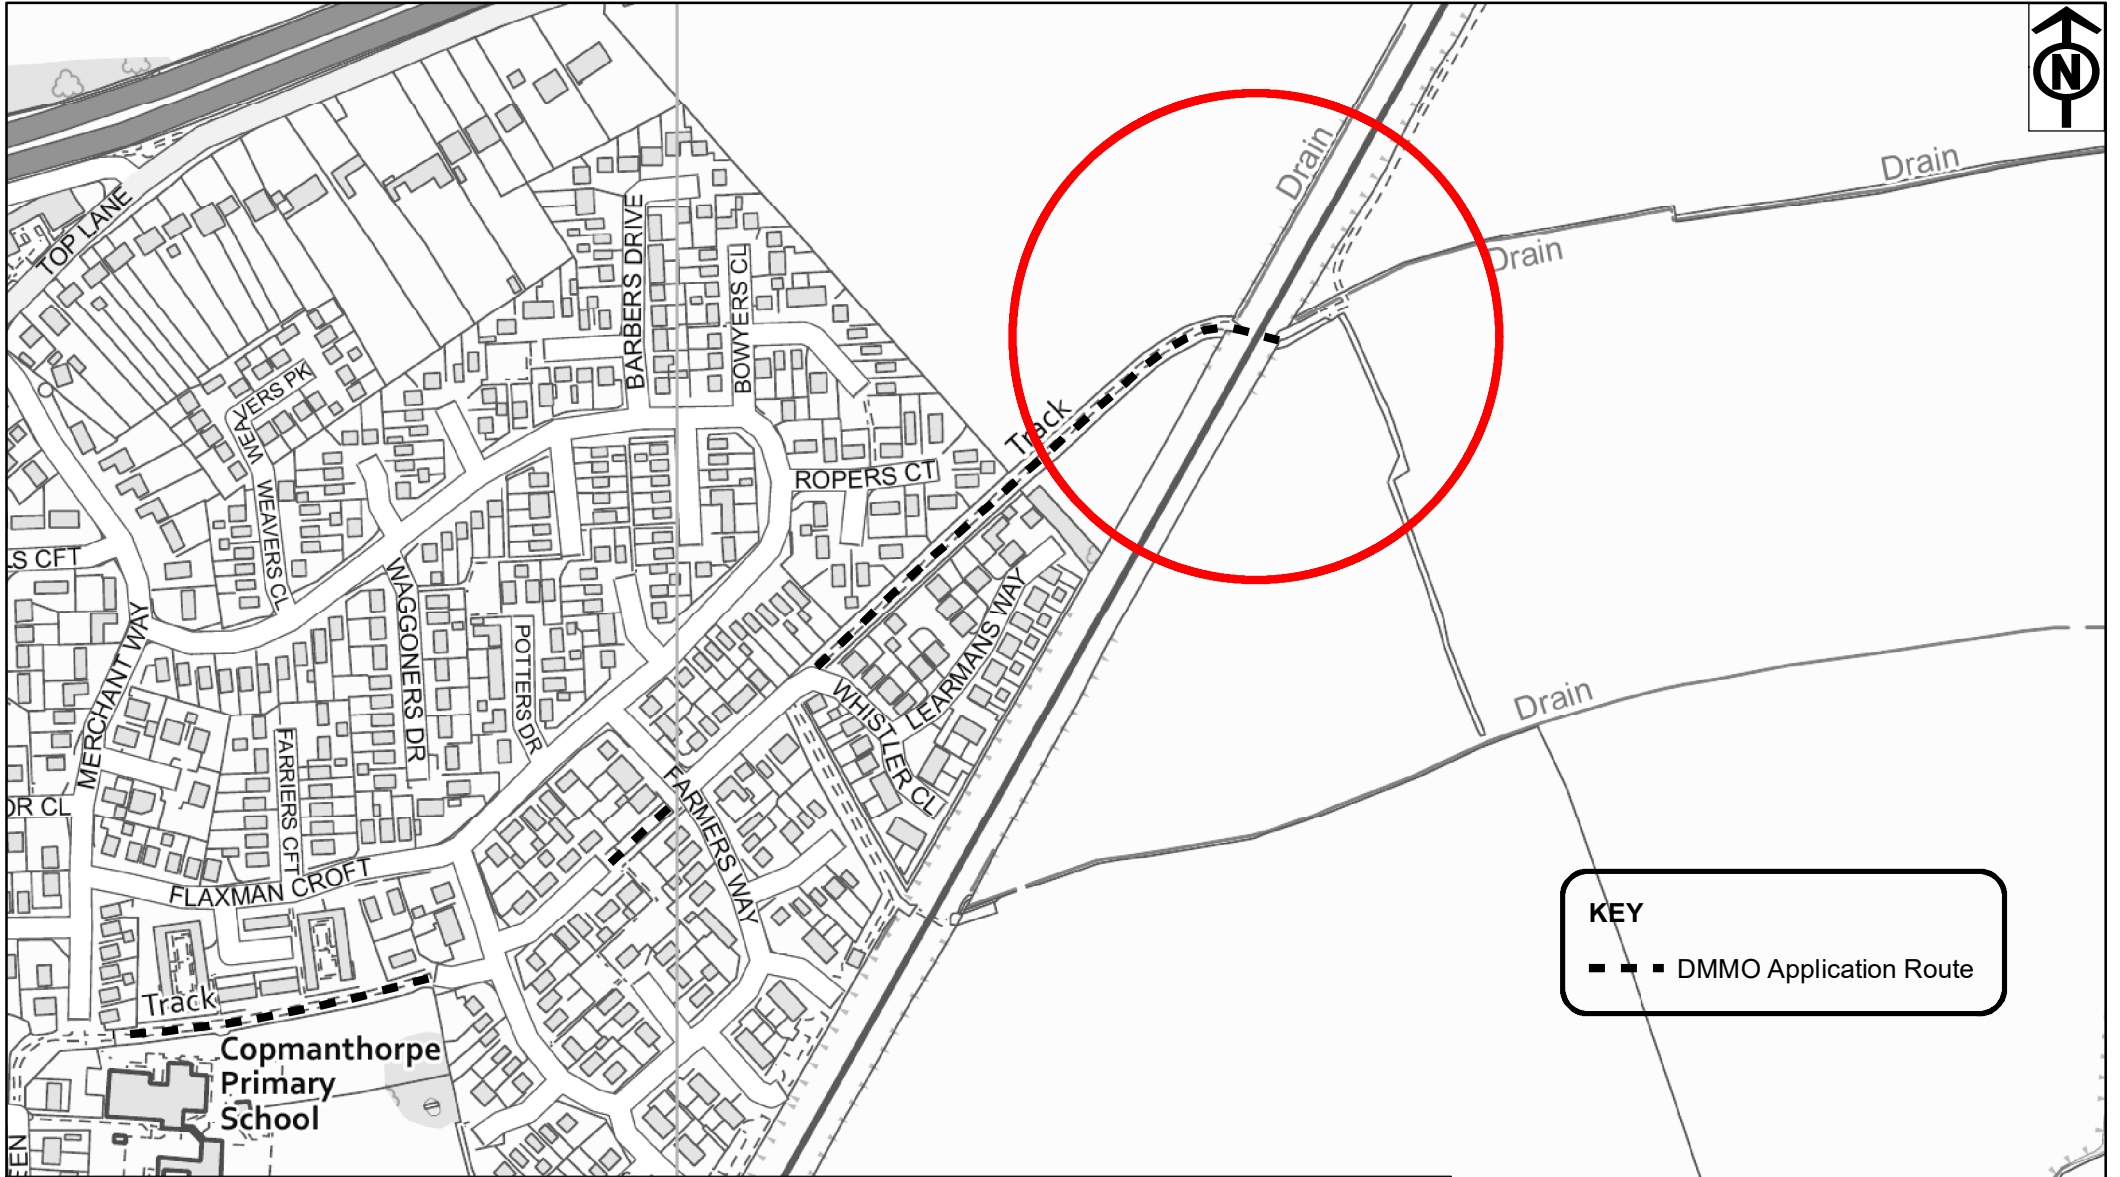 N
Drain
Drain
Drain
TOP LANE
BARBERS DRIVE
BOWYERS CL
WEAVERS PK
Track
ROPERS CT
WEAVERS CL
S CFT
WAGGONERS DR
LEARMANS WAY
MERCHANT WAY
POTTERS DR
WHISTLER CL
Drain
FARRIERS CFT
FARMERS WAY
OR CL
FLAXMAN CROFT
KEY
DMMO Application Route
Track
Copmanthorpe
Primary
School
EEN